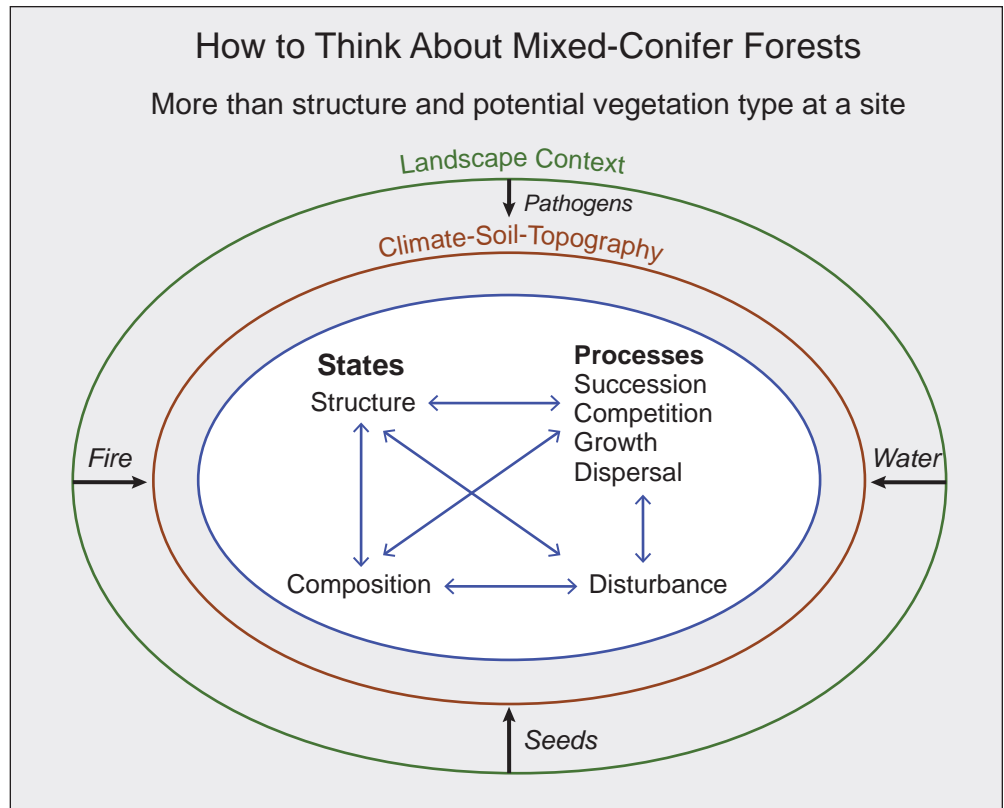 How to Think About Mixed-Conifer Forests
More than structure and potential vegetation type at a site
Landscape Context
Pathogens
Climate-Soil-Topography
States
Structure
Processes
Succession
Competition
Growth
Dispersal
Fire
Water
Composition
Disturbance
Seeds